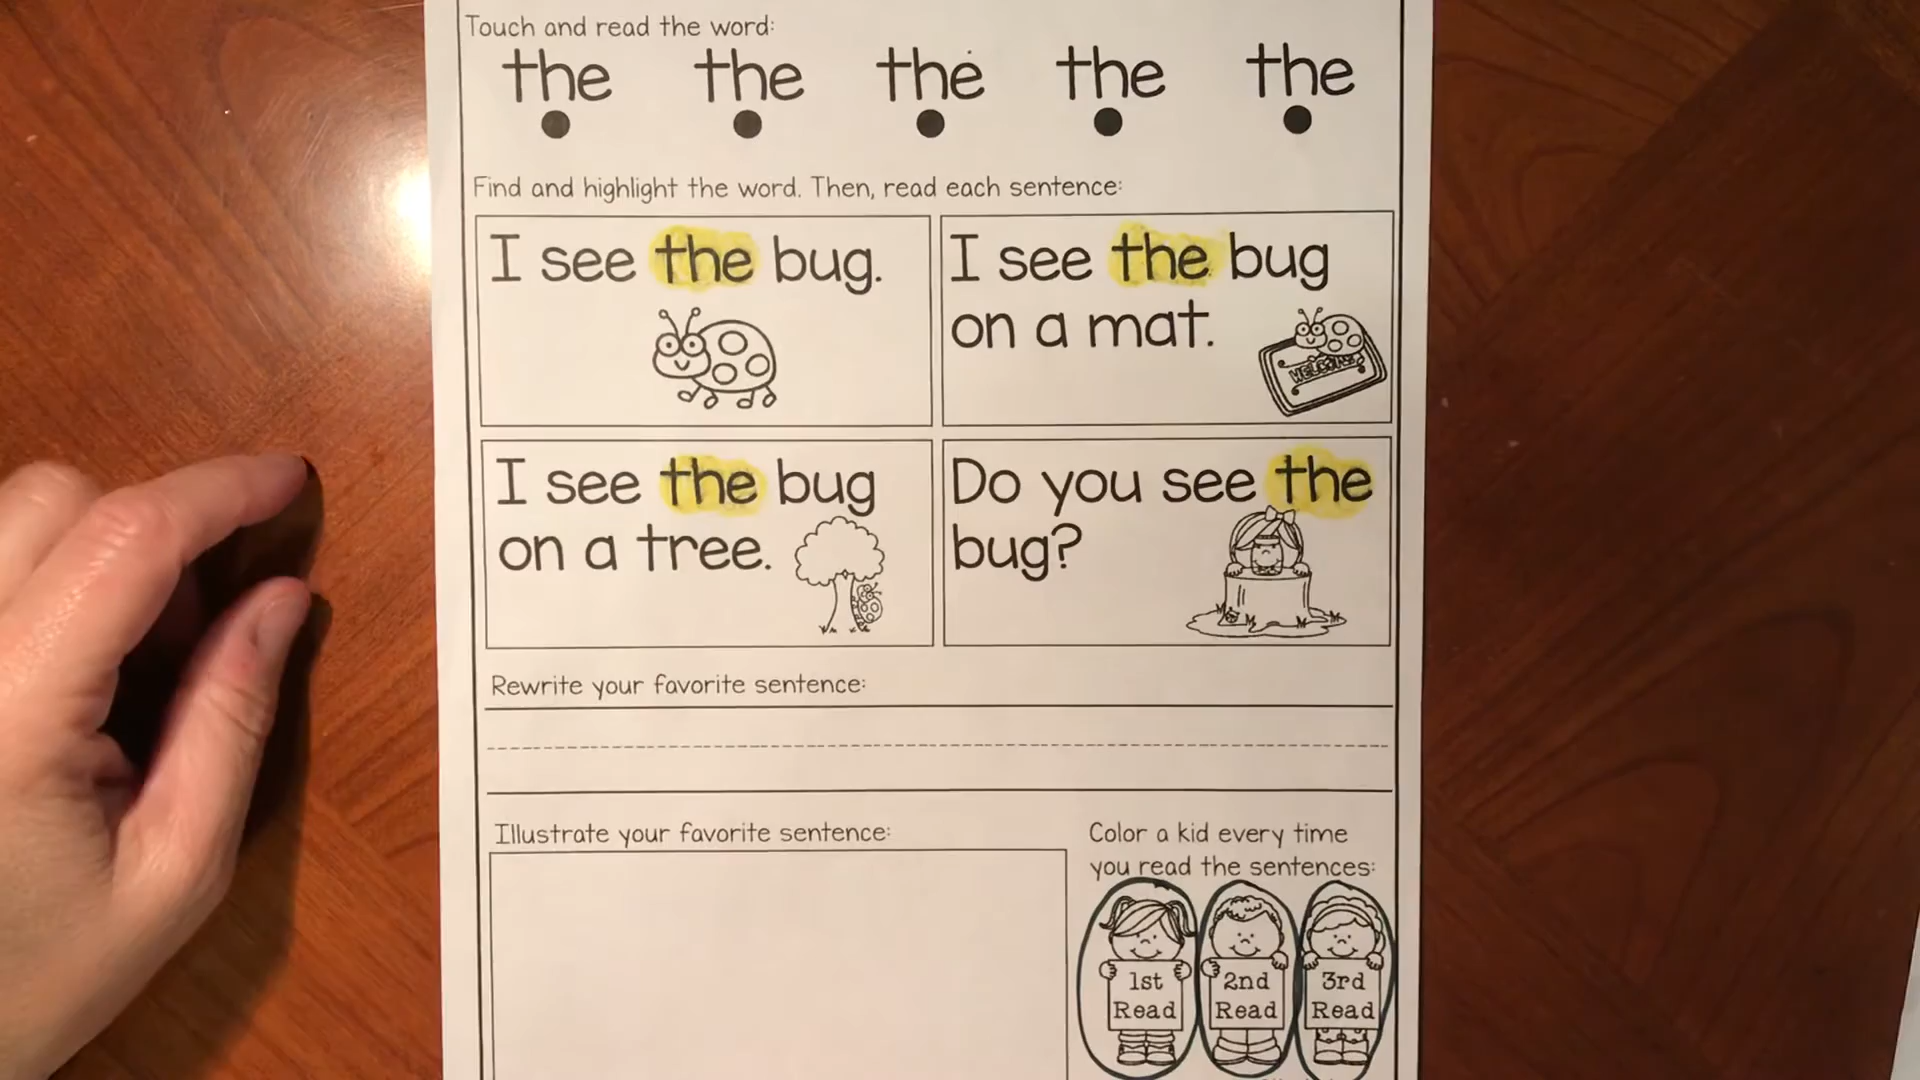 Touch and read the word:
the the the the the
Find and highlight the word. Then, read each sentence:
I see the bug.
I see the bug
on a mat.
WELCOME
I see the bug
on a tree.
Do you see the
bug?
Rewrite your favorite sentence:
Illustrate your favorite sentence:
Color a kid every time
you read the sentences:
1st
Read
2nd
Read
3rd
Read